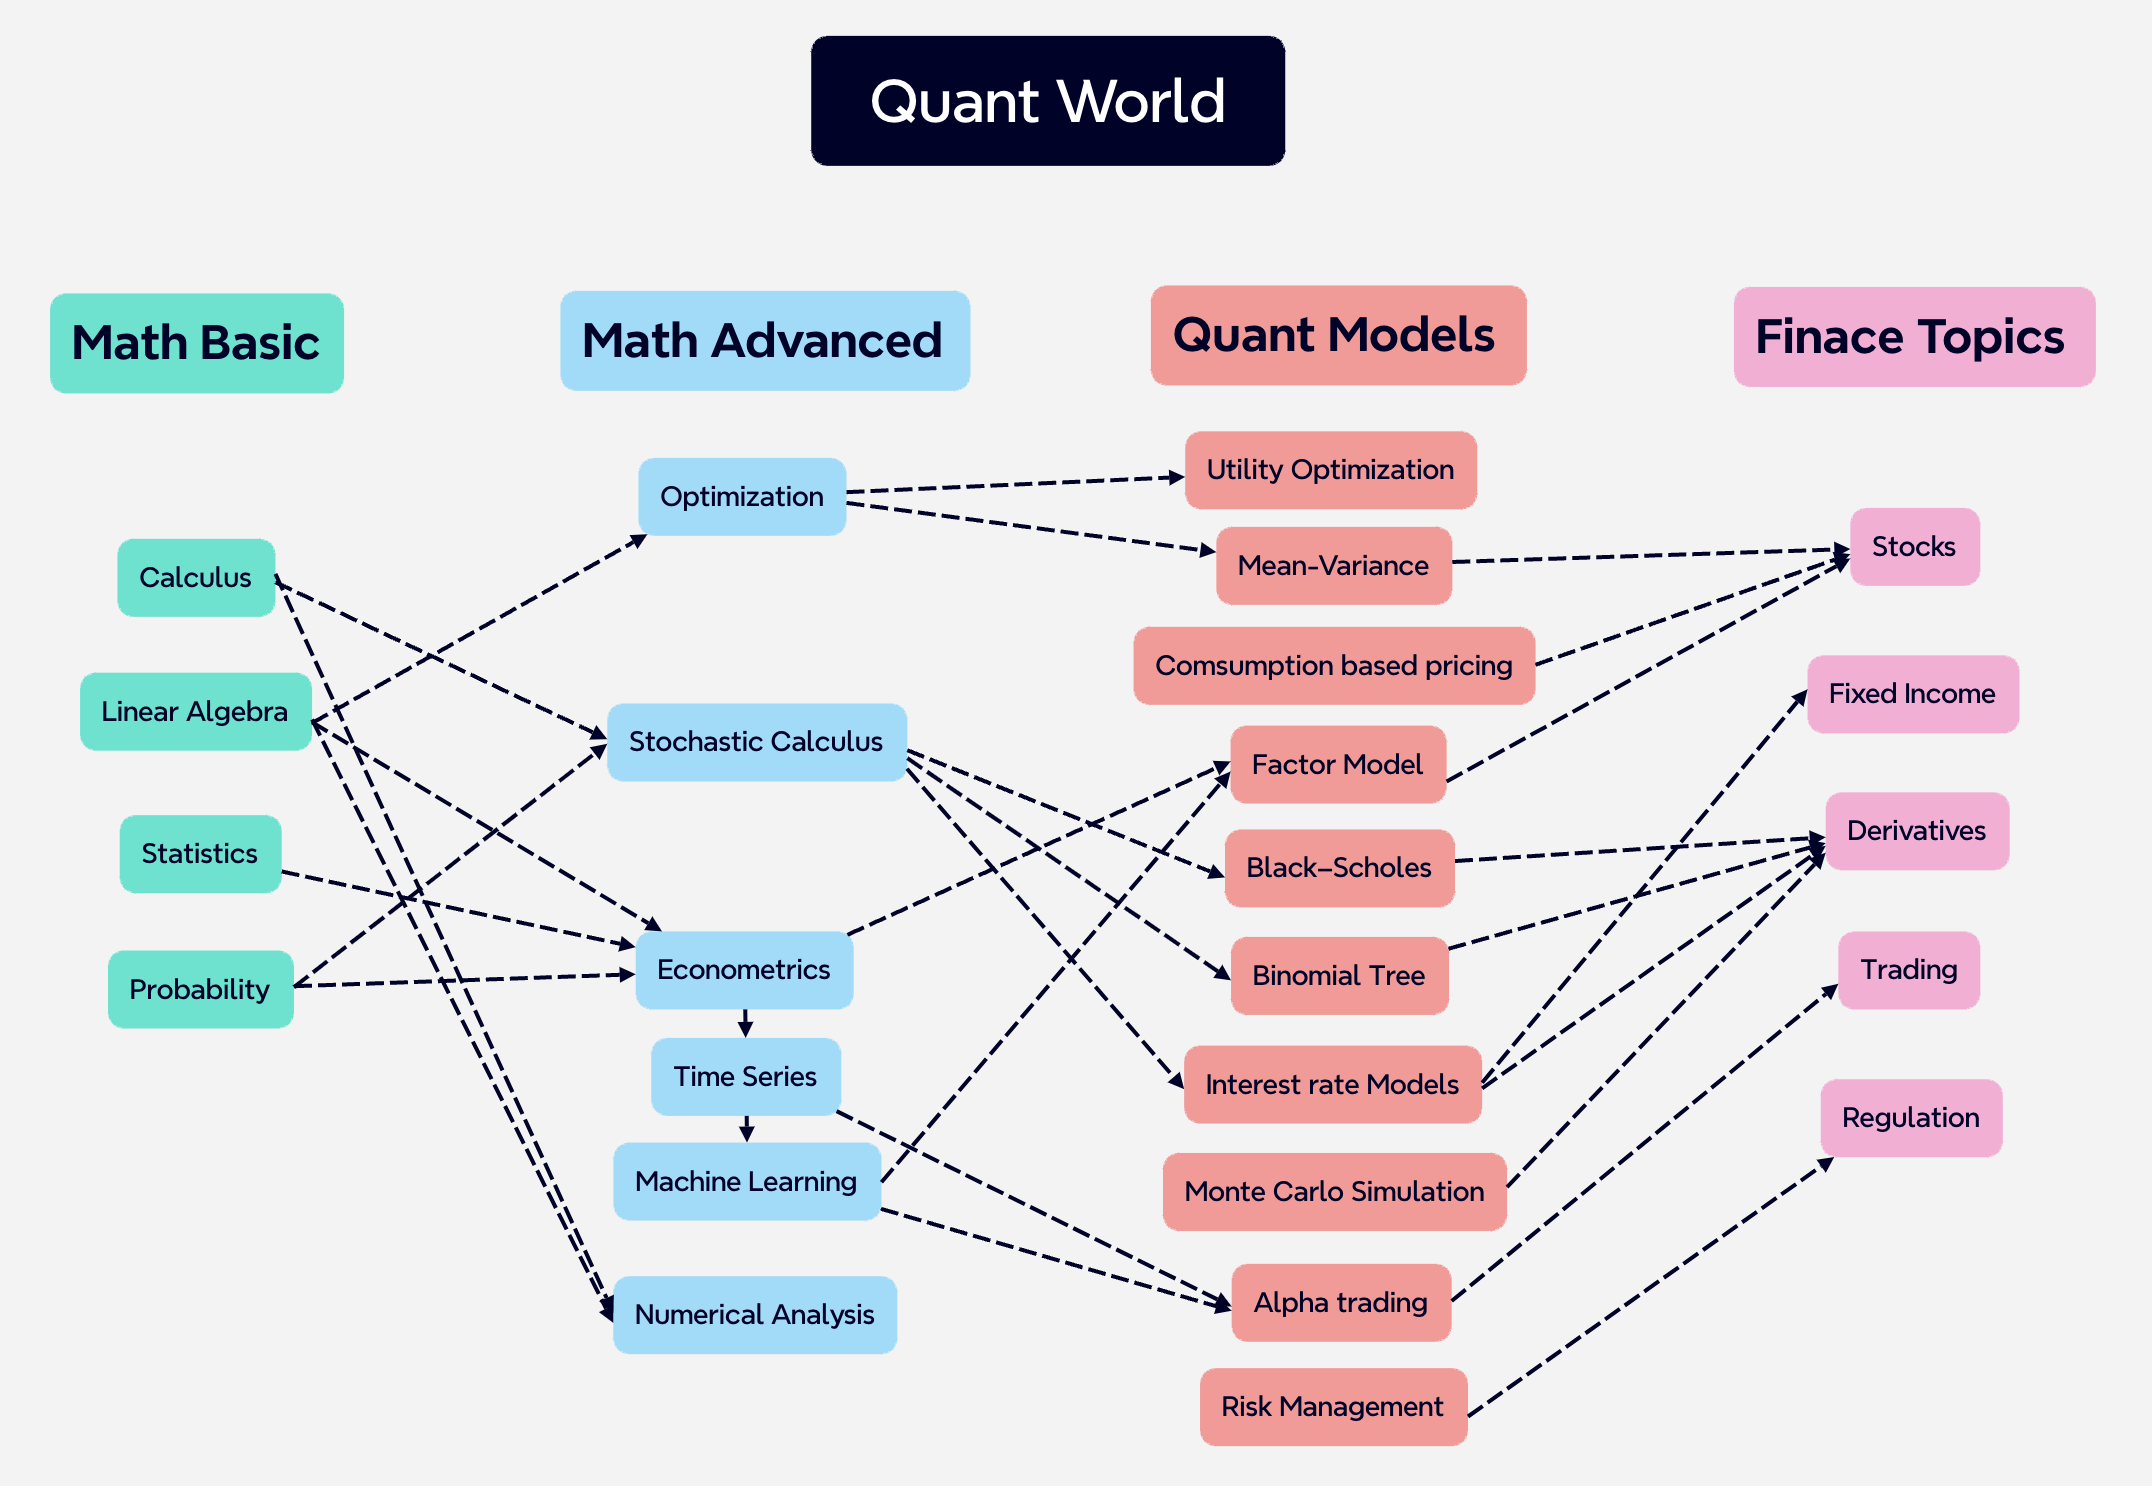 Quant World
Math Basic
Math Advanced
Quant Models
Finace Topics
Calculus
Linear Algebra
Statistics
Probability
Optimization
Stochastic Calculus
Econometrics
Time Series
Machine Learning
Numerical Analysis
Utility Optimization
Mean-Variance
Comsumption based pricing
Factor Model
Black–Scholes
Binomial Tree
Interest rate Models
Monte Carlo Simulation
Alpha trading
Risk Management
Stocks
Fixed Income
Derivatives
Trading
Regulation